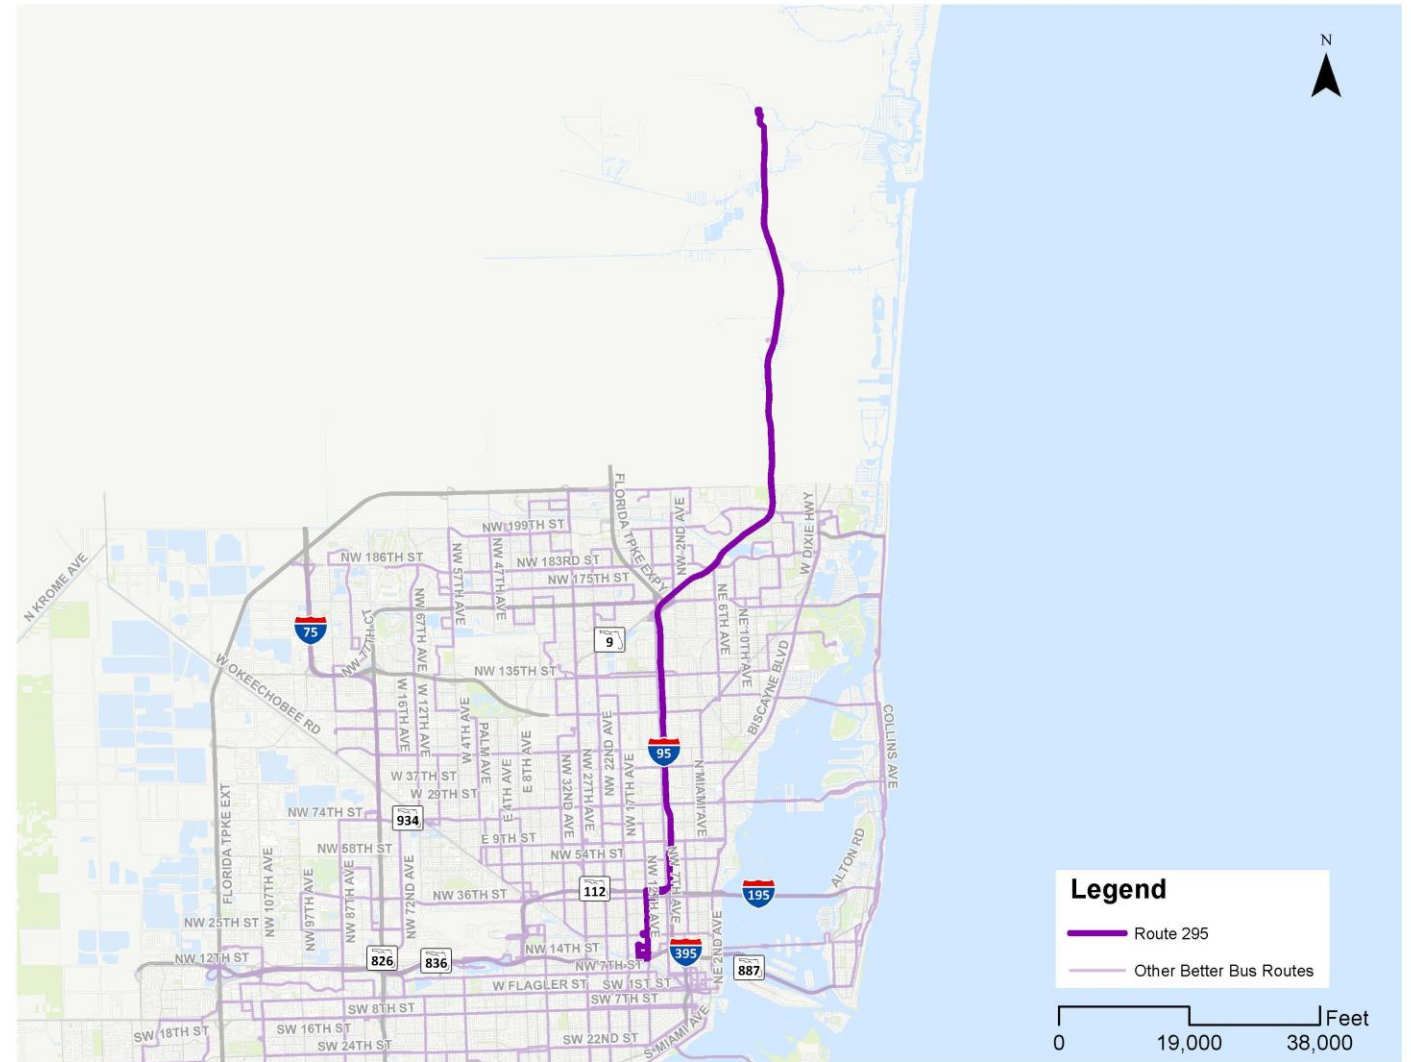 N
FLORIDA TPKE EXPY
NW 2ND AVE
W DIXIE HWY
NW 199TH ST
NW 186TH ST
NW 57TH AVE
NW 47TH AVE
NW 183RD ST
NW 175TH ST
N KROME AVE
NW 67TH AVE
NE 6TH AVE
NE 10TH AVE
75
NW 77TH CT
9
W OKEECHOBEE RD
NW 135TH ST
BISCAYNE BLVD
W 16TH AVE
W 12TH AVE
W 4TH AVE
PALM AVE
E 4TH AVE
E 8TH AVE
NW 32ND AVE
NW 27TH AVE
NW 22ND AVE
NW 17TH AVE
95
N MIAMI AVE
COLLINS AVE
W 37TH ST
W 29TH ST
NW 74TH ST
934
E 9TH ST
NW 58TH ST
NW 54TH ST
FLORIDA TPKE EXT
NW 107TH AVE
NW 97TH AVE
NW 87TH AVE
NW 72ND AVE
NW 36TH ST
112
NW 12TH AVE
NW 7TH AVE
195
ALTON RD
NW 25TH ST
NW 12TH ST
826
836
NW 14TH ST
NW 7TH ST
395
NE 2ND AVE
887
W FLAGLER ST
SW 1ST ST
SW 7TH ST
SW 8TH ST
SW 18TH ST
SW 16TH ST
SW 24TH ST
SW 22ND ST
S MIAMI AVE
Legend
Route 295
Other Better Bus Routes
Feet
0 19,000 38,000